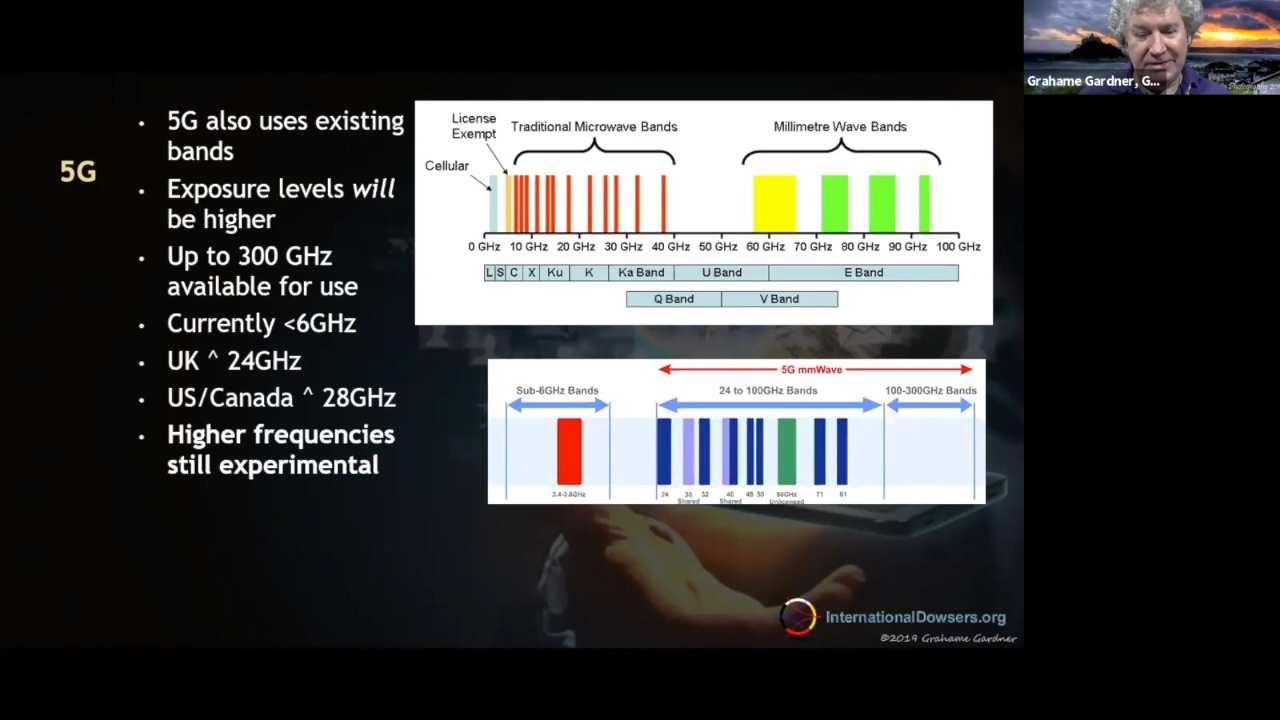 Grahame Gardner, G...
5G
• 5G also uses existing
bands
• Exposure levels will
be higher
• Up to 300 GHz
available for use
• Currently <6GHz
• UK ^ 24GHz
• US/Canada ^ 28GHz
• Higher frequencies
still experimental
License
Exempt
Traditional Microwave Bands
Millimetre Wave Bands
Cellular
0 GHz 10 GHz 20 GHz 30 GHz 40 GHz 50 GHz 60 GHz 70 GHz 80 GHz 90 GHz 100 GHz
L S C X Ku K Ka Band U Band E Band
Q Band V Band
5G mmWave
Sub-6GHz Bands 24 to 100GHz Bands 100-300GHz Bands
3.4-3.8GHz 24 30 32 40 48 50 60GHz 71 81
Shared Shared Unlicensed
InternationalDowsers.org
©2019 Grahame Gardner